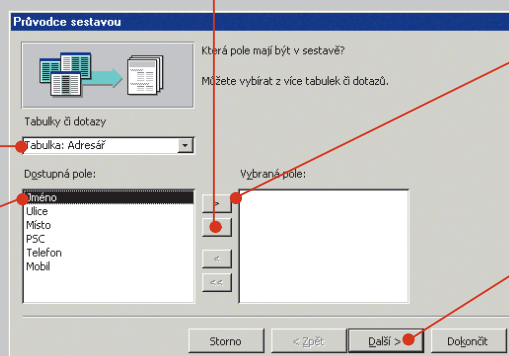 Průvodce sestavou
Která pole mají být v sestavě?
Můžete vybírat z více tabulek či dotazů.
Tabulky či dotazy
Tabulka: Adresář
Dostupná pole:
Vybraná pole:
Jméno
Ulice
Místo
PSC
Telefon
Mobil
>
<
<<
Storno
< Zpět
Další >
Dokončit